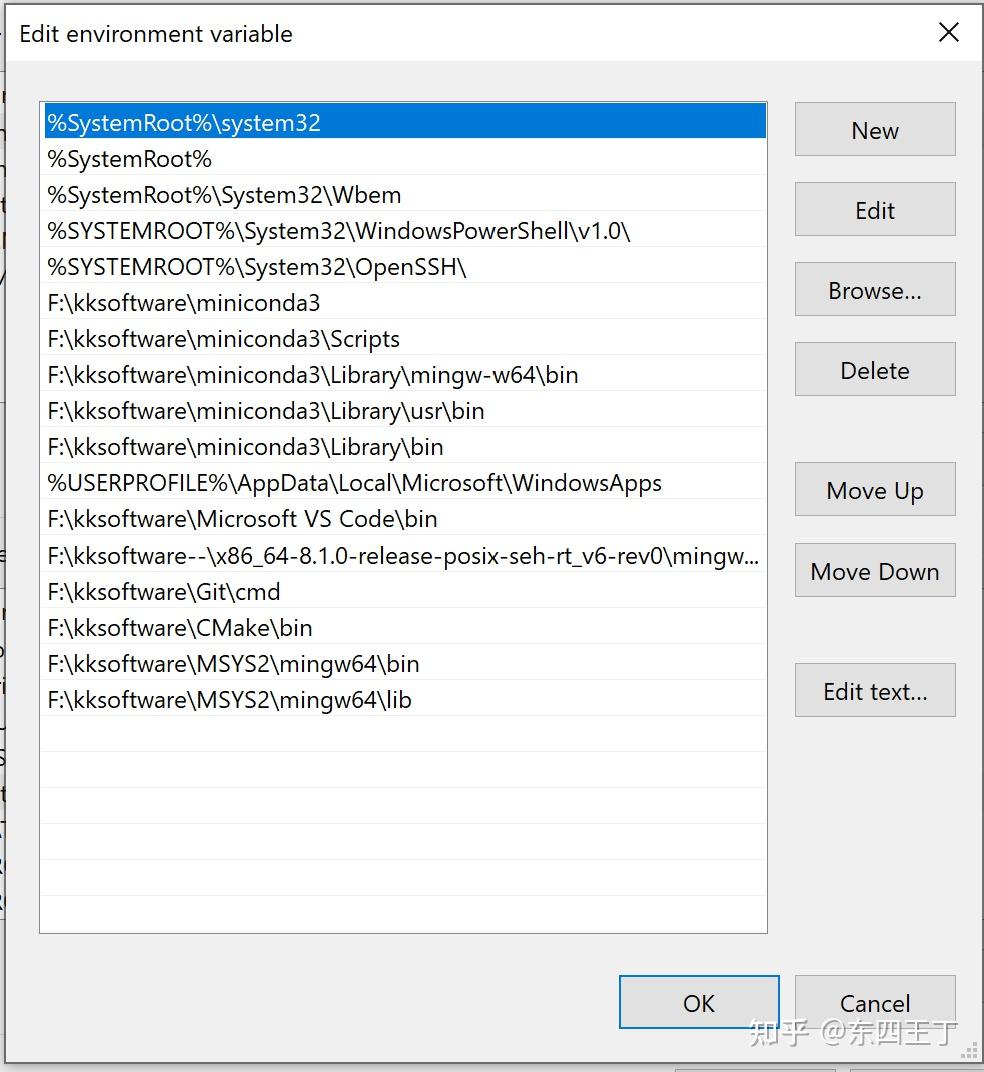 Edit environment variable
%SystemRoot%\system32
%SystemRoot%
%SystemRoot%\System32\Wbem
%SYSTEMROOT%\System32\WindowsPowerShell\v1.0\
%SYSTEMROOT%\System32\OpenSSH\
F:\kksoftware\miniconda3
F:\kksoftware\miniconda3\Scripts
F:\kksoftware\miniconda3\Library\mingw-w64\bin
F:\kksoftware\miniconda3\Library\usr\bin
F:\kksoftware\miniconda3\Library\bin
%USERPROFILE%\AppData\Local\Microsoft\WindowsApps
F:\kksoftware\Microsoft VS Code\bin
F:\kksoftware--\x86_64-8.1.0-release-posix-seh-rt_v6-rev0\mingw...
F:\kksoftware\Git\cmd
F:\kksoftware\CMake\bin
F:\kksoftware\MSYS2\mingw64\bin
F:\kksoftware\MSYS2\mingw64\lib
New
Edit
Browse...
Delete
Move Up
Move Down
Edit text...
OK
Cancel
知乎 @东四王丁